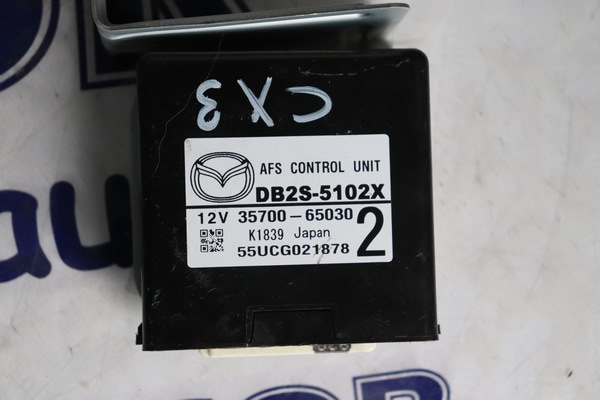 CX3
AFS CONTROL UNIT
DB2S-5102X
12V 35700-65030
K1839 Japan
2
55UCG021878